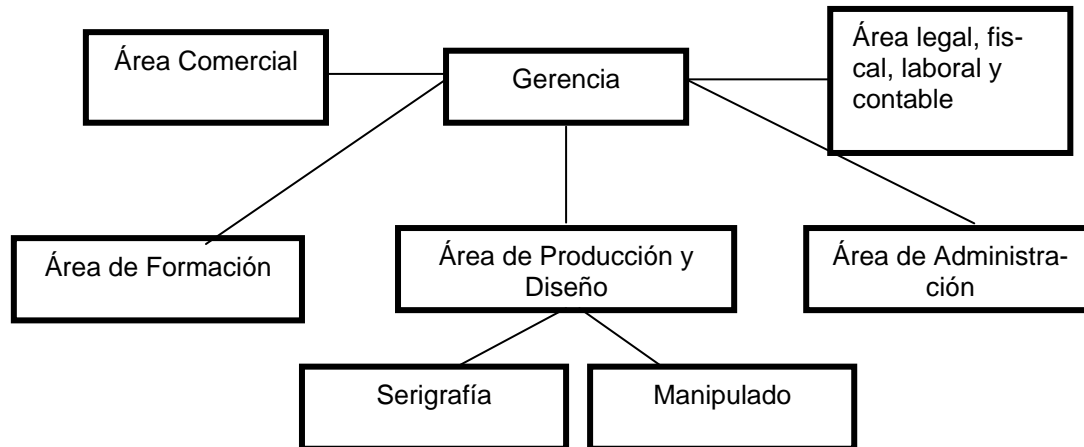 Área Comercial
Gerencia
Área legal, fis-
cal, laboral y
contable
Área de Formación
Área de Producción y
Diseño
Área de Administra-
ción
Serigrafía
Manipulado